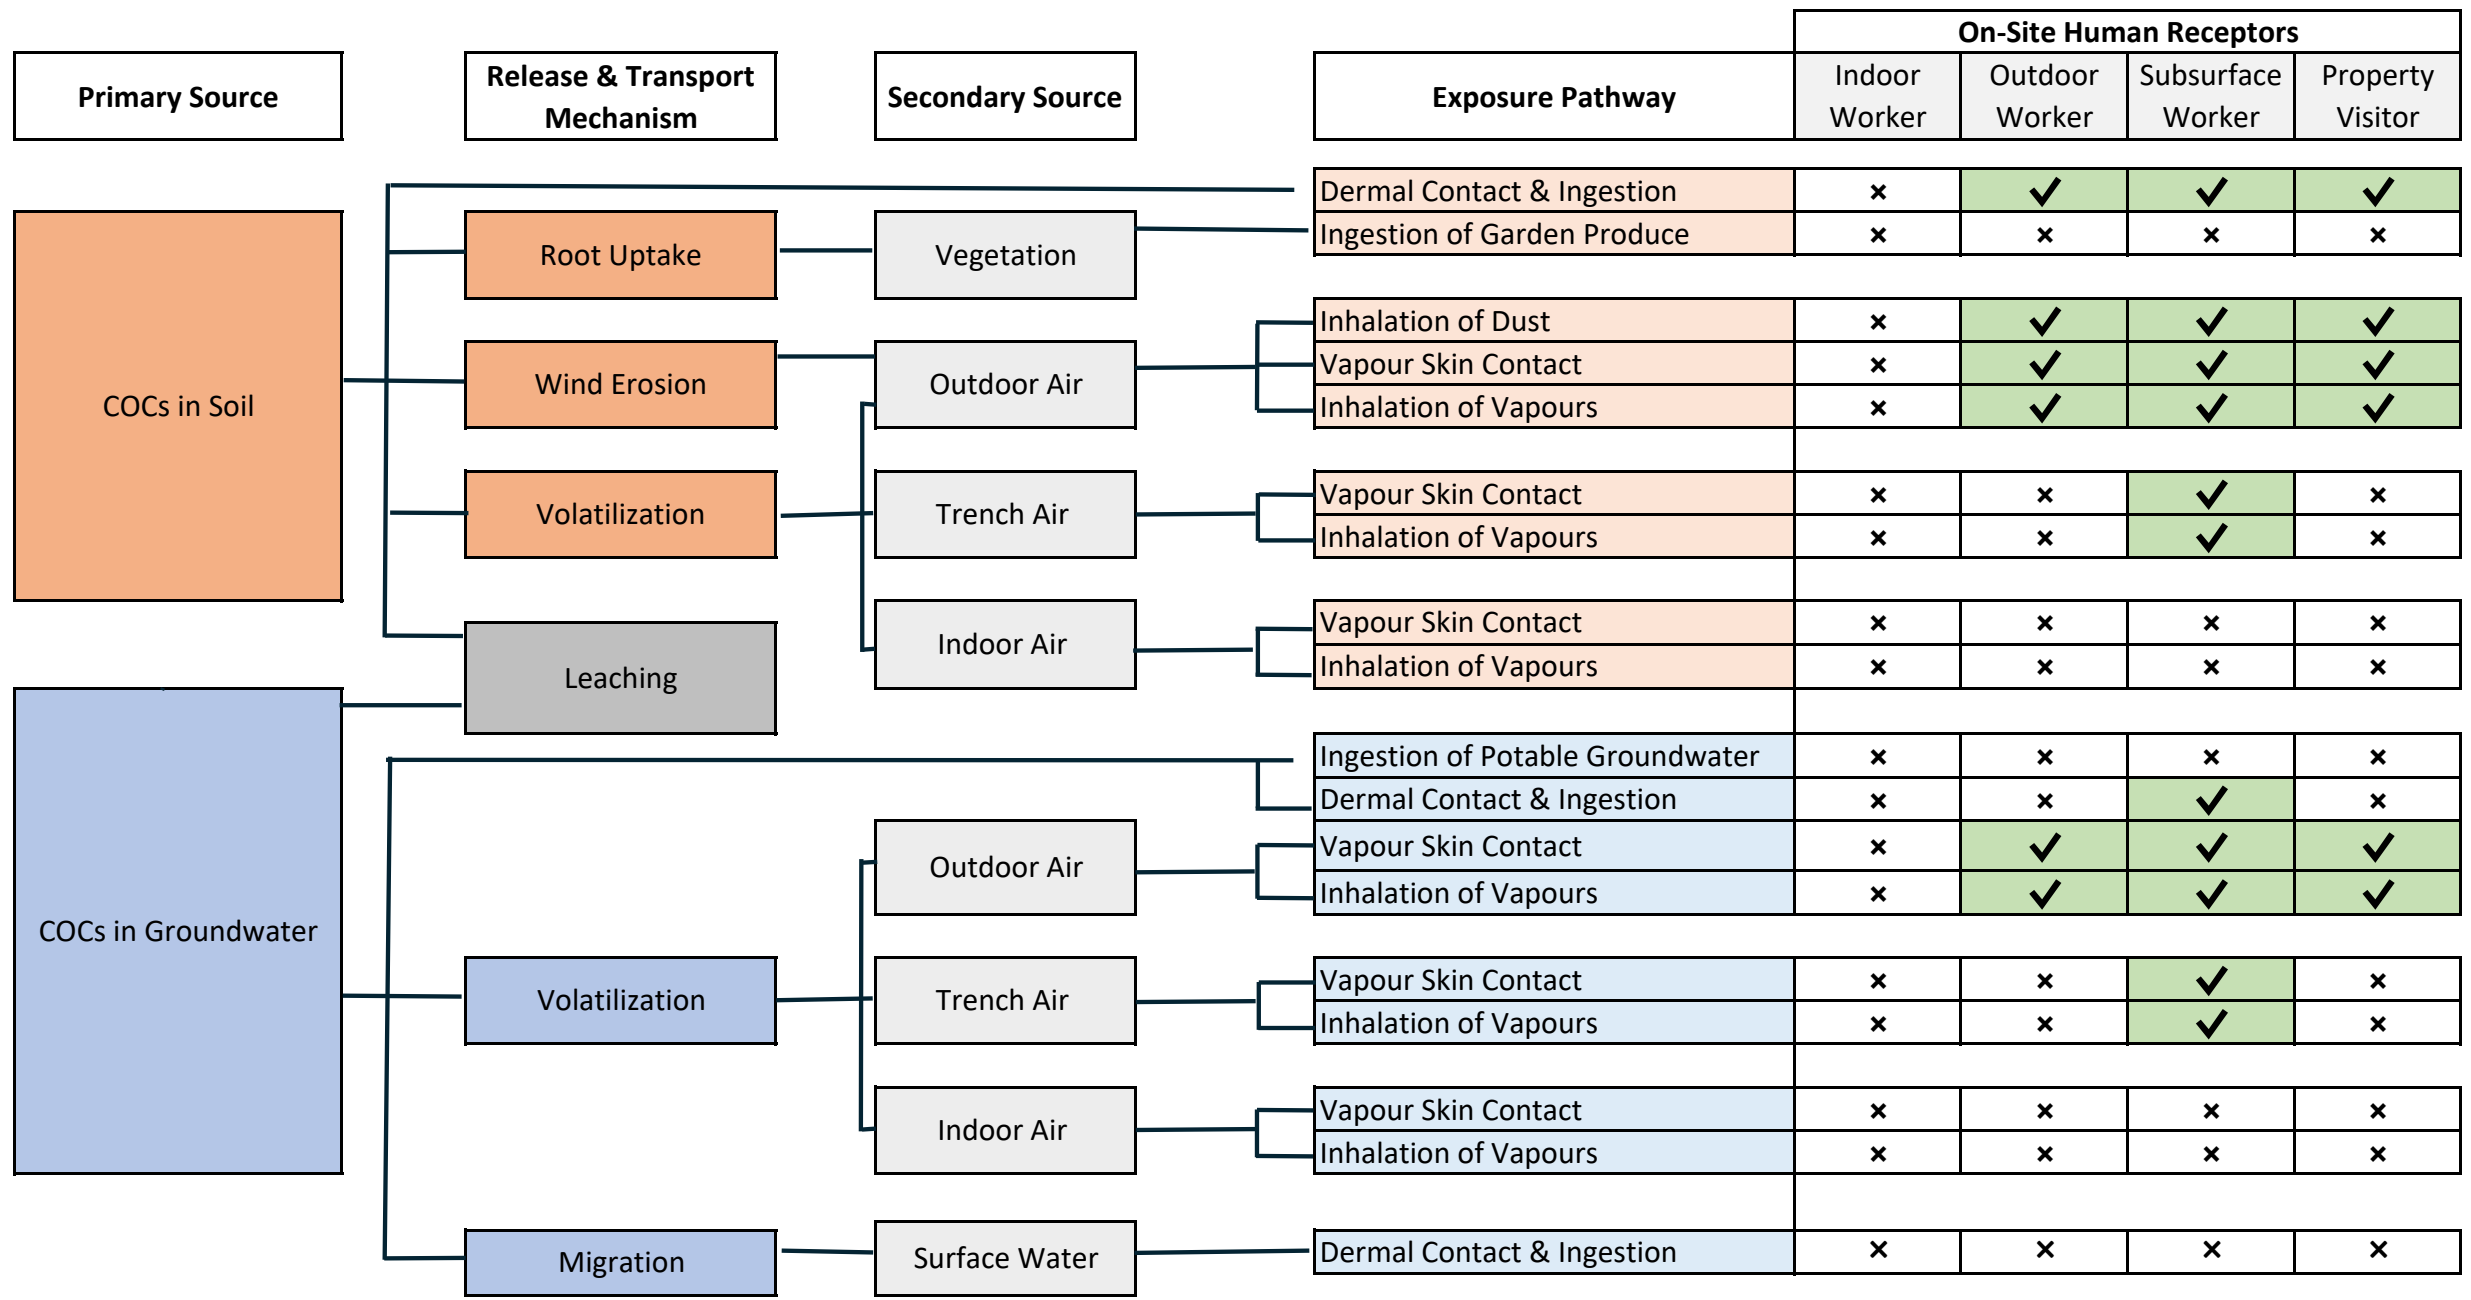 On-Site Human Receptors
Primary Source
Release & Transport
Mechanism
Secondary Source
Exposure Pathway
Indoor
Worker
Outdoor
Worker
Subsurface
Worker
Property
Visitor
COCs in Soil
Root Uptake
Wind Erosion
Volatilization
Leaching
Vegetation
Outdoor Air
Trench Air
Indoor Air
Dermal Contact & Ingestion × ✓ ✓ ✓
Ingestion of Garden Produce × × × ×
Inhalation of Dust × ✓ ✓ ✓
Vapour Skin Contact × ✓ ✓ ✓
Inhalation of Vapours × ✓ ✓ ✓
Vapour Skin Contact × × ✓ ×
Inhalation of Vapours × × ✓ ×
Vapour Skin Contact × × × ×
Inhalation of Vapours × × × ×
COCs in Groundwater
Volatilization
Migration
Outdoor Air
Trench Air
Indoor Air
Surface Water
Ingestion of Potable Groundwater × × × ×
Dermal Contact & Ingestion × × ✓ ×
Vapour Skin Contact × ✓ ✓ ✓
Inhalation of Vapours × ✓ ✓ ✓
Vapour Skin Contact × × ✓ ×
Inhalation of Vapours × × ✓ ×
Vapour Skin Contact × × × ×
Inhalation of Vapours × × × ×
Dermal Contact & Ingestion × × × ×